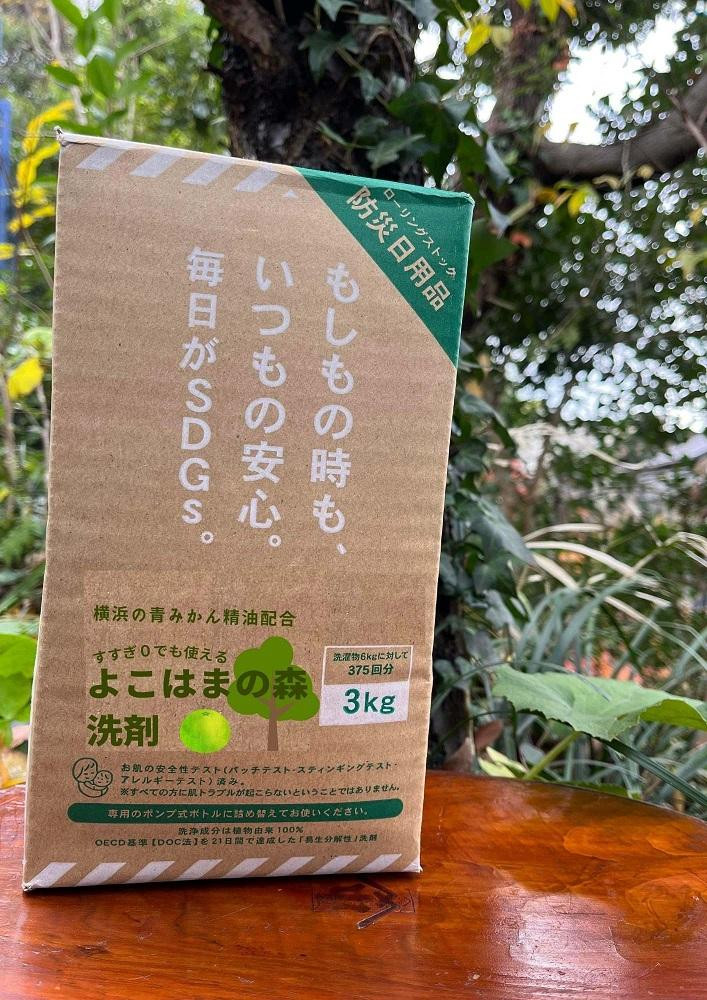 ローリングストック
防災日用品
もしもの時も、
いつもの安心。
毎日がSDGs。
横浜の青みかん精油配合
すすぎ0でも使える
よこはまの森
洗剤
洗濯物6kgに対して
375回分
3kg
お肌の安全性テスト(パッチテスト・スティンギングテスト・
アレルギーテスト)済み。
※すべての方に肌トラブルが起こらないということではありません。
専用のポンプ式ボトルに詰め替えてお使いください。
洗浄成分は植物由来100%
OECD基準【DOC法】を21日間で達成した「易生分解性」洗剤